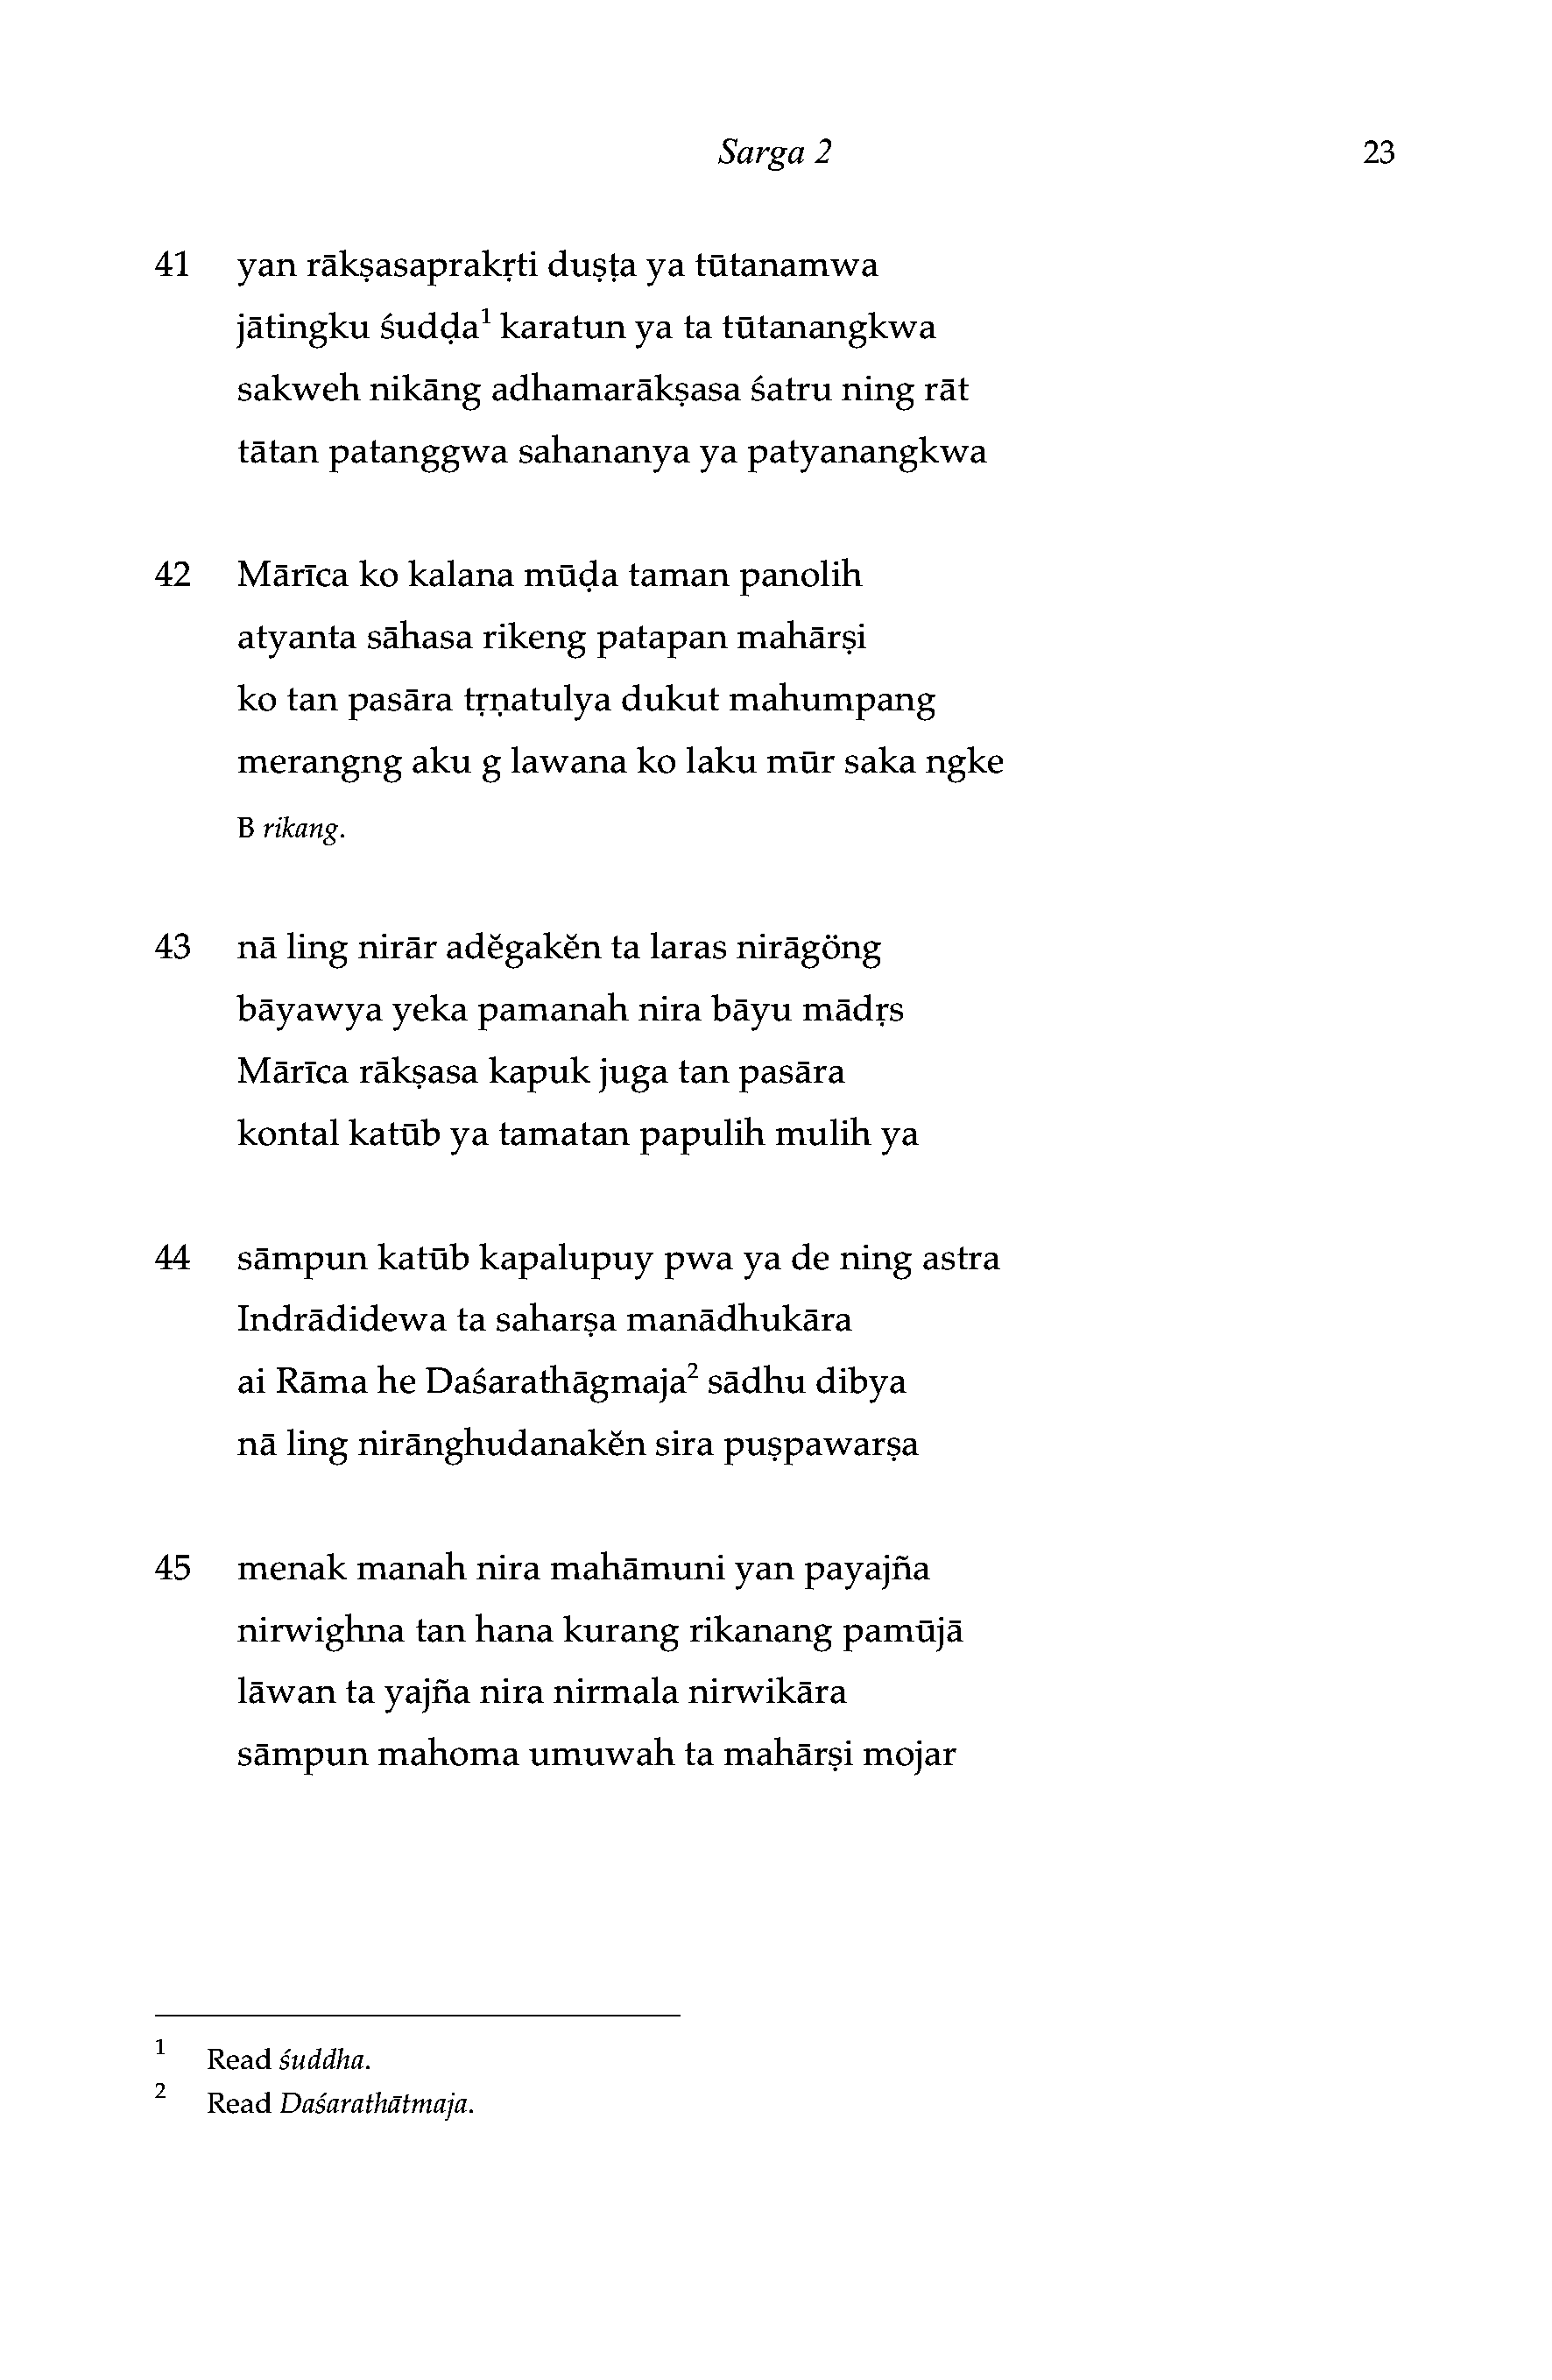 Sarga 2 23
41 yan rākṣasaprakṛti duṣṭa ya tūtanamwa
jātingku śudḍa¹ karatun ya ta tūtanangkwa
sakweh nikāng adhamarākṣasa śatru ning rāt
tātan patanggwa sahananya ya patyanangkwa
42 Mārīca ko kalana mūḍa taman panolih
atyanta sāhasa rikeng patapan mahārṣi
ko tan pasāra tṛṇatulya dukut mahumpang
merangng aku g lawana ko laku mūr saka ngke
B rikang.
43 nā ling nirār adĕgakĕn ta laras nirāgöng
bāyawya yeka pamanah nira bāyu mādṛs
Mārīca rākṣasa kapuk juga tan pasāra
kontal katūb ya tamatan papulih mulih ya
44 sāmpun katūb kapalupuy pwa ya de ning astra
Indrādidewa ta saharṣa manādhukāra
ai Rāma he Daśarathāgmaja² sādhu dibya
nā ling nirānghudanakĕn sira puṣpawarṣa
45 menak manah nira mahāmuni yan payajña
nirwighna tan hana kurang rikanang pamūjā
lāwan ta yajña nira nirmala nirwikāra
sāmpun mahoma umuwah ta mahārṣi mojar
1 Read śuddha.
2 Read Daśarathātmaja.